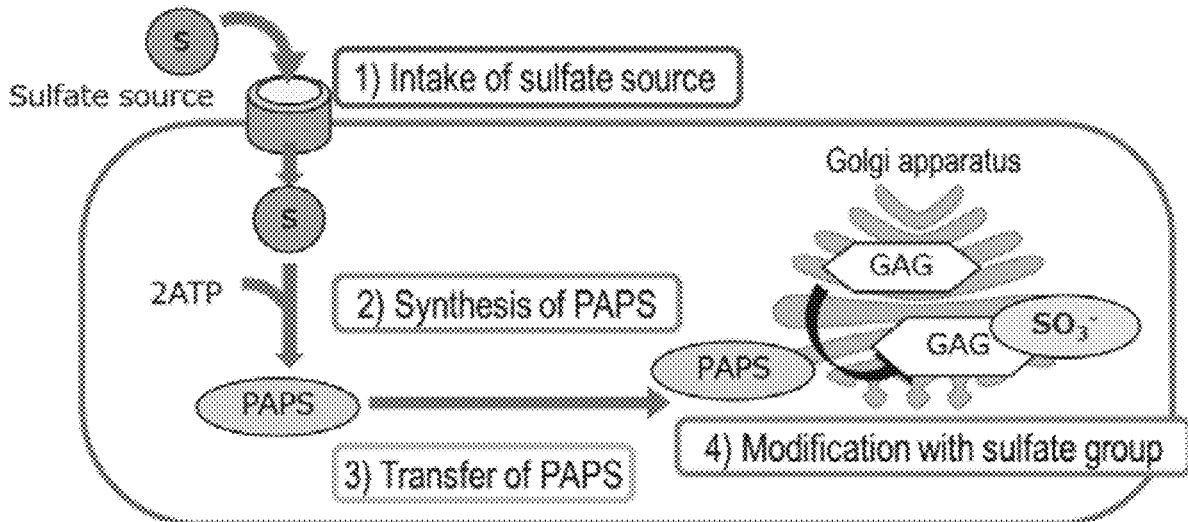 S
Sulfate source
1) Intake of sulfate source
S
Golgi apparatus
GAG
2ATP
2) Synthesis of PAPS
GAG
SO₃⁻
PAPS
PAPS
3) Transfer of PAPS
4) Modification with sulfate group